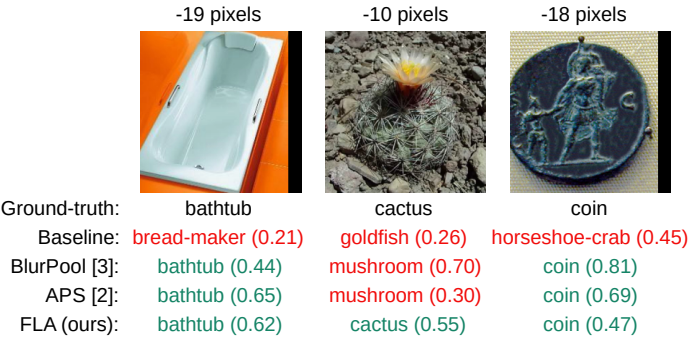 -19 pixels -10 pixels -18 pixels
Ground-truth: bathtub cactus coin
Baseline: bread-maker (0.21) goldfish (0.26) horseshoe-crab (0.45)
BlurPool [3]: bathtub (0.44) mushroom (0.70) coin (0.81)
APS [2]: bathtub (0.65) mushroom (0.30) coin (0.69)
FLA (ours): bathtub (0.62) cactus (0.55) coin (0.47)